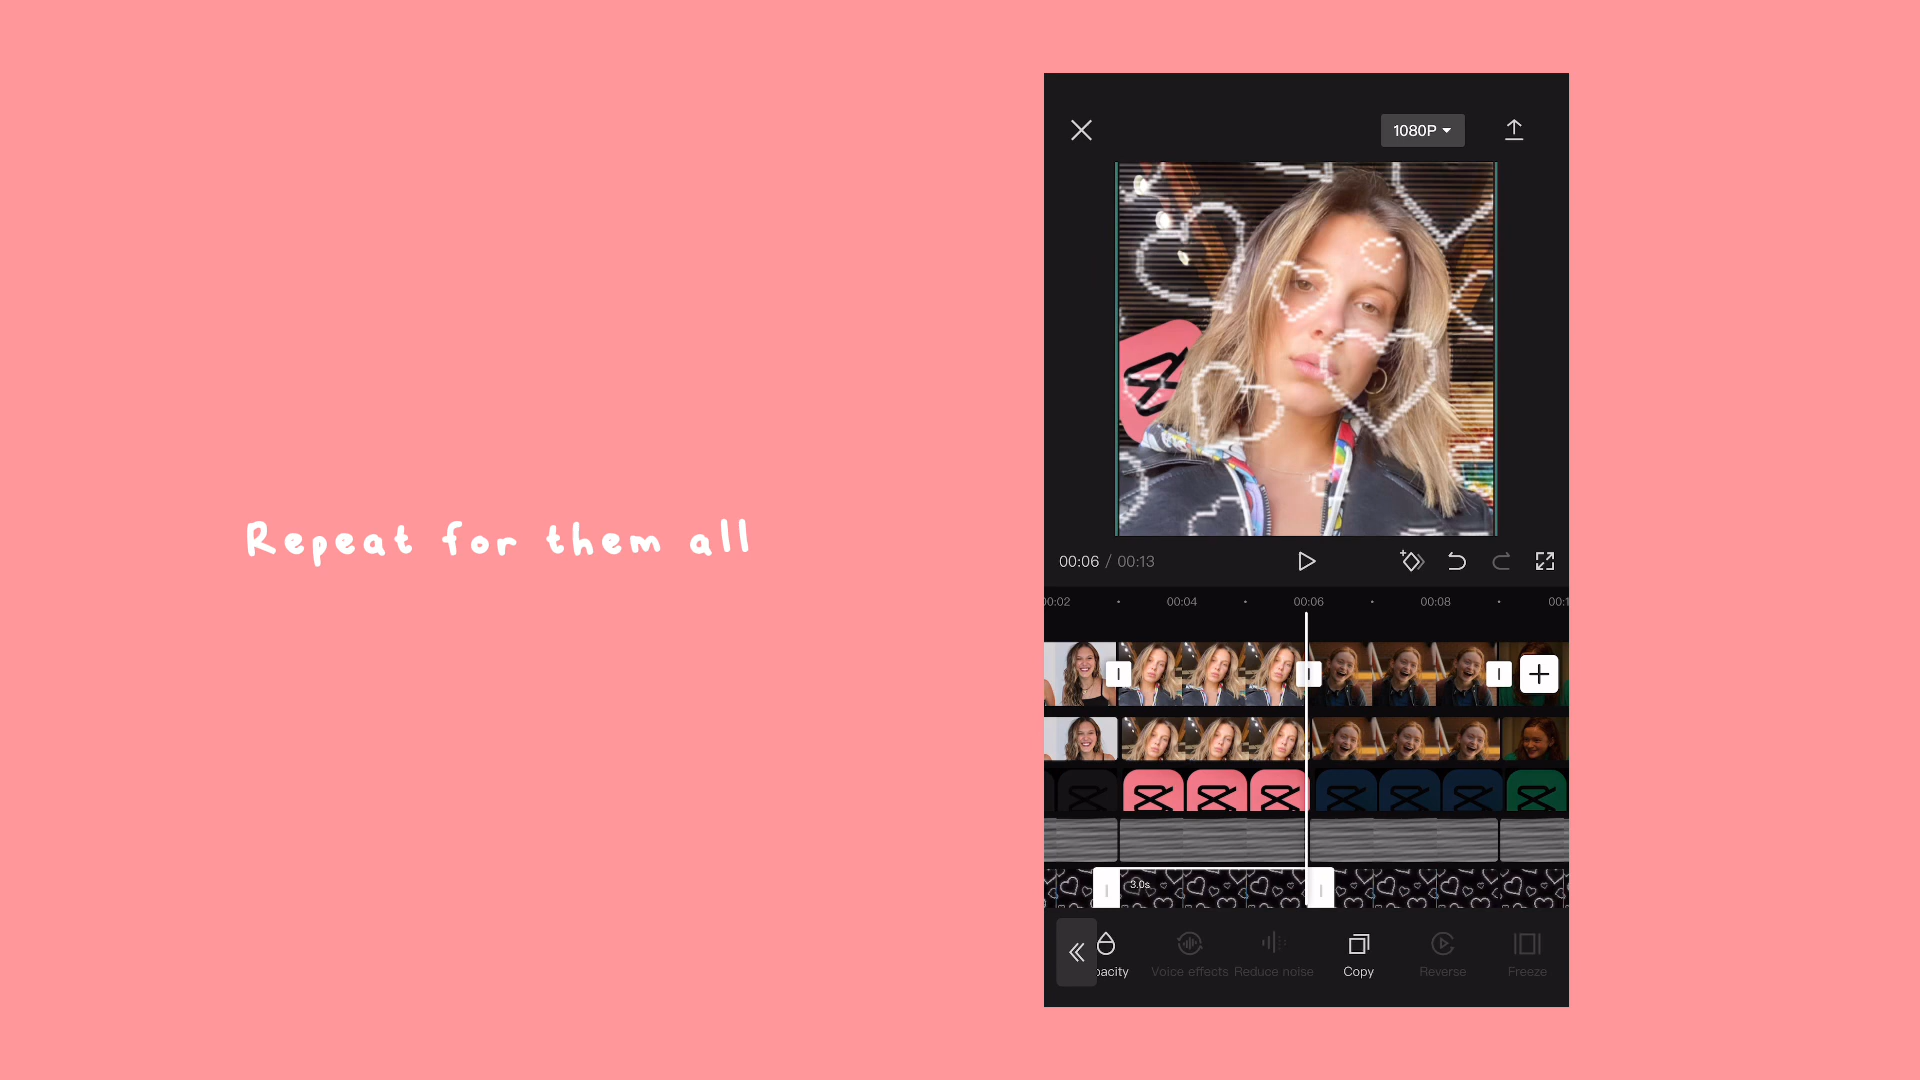 Repeat for them all
1080P
00:06 / 00:13
00:02
00:04
00:06
00:08
3.0s
pacity
Voice effects
Reduce noise
Copy
Reverse
Freeze